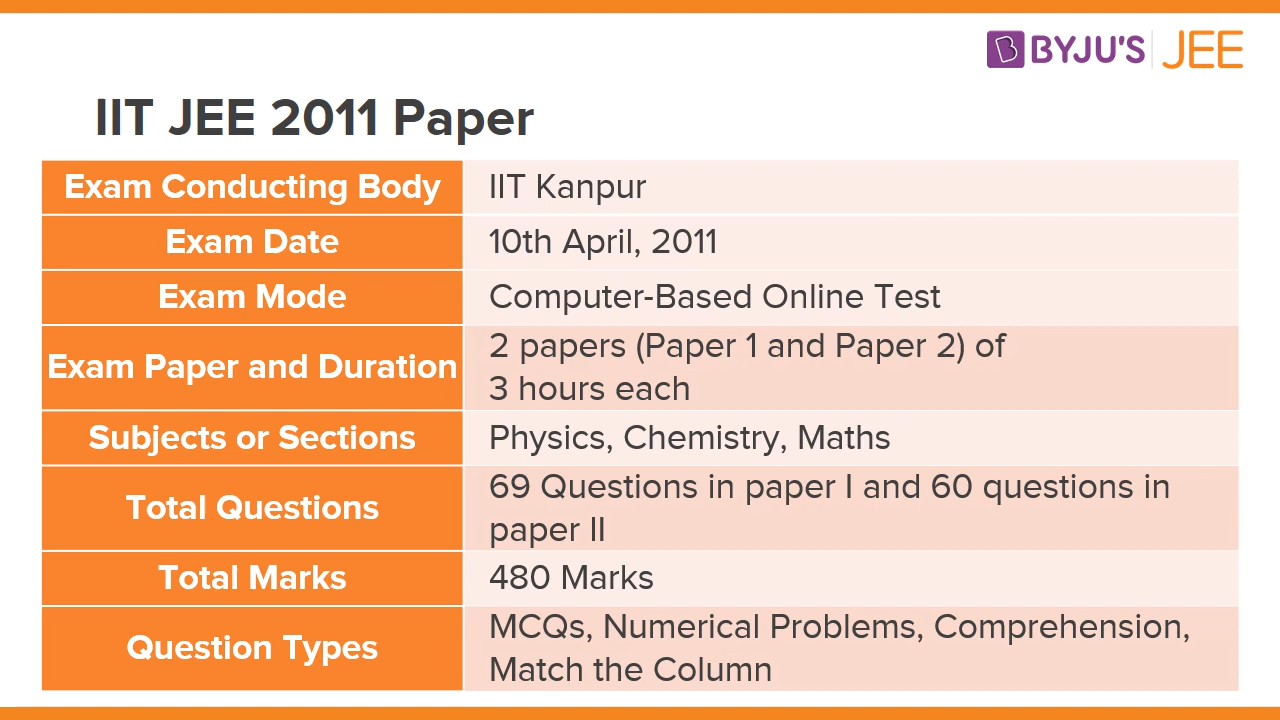 BYJU'S JEE
IIT JEE 2011 Paper
Exam Conducting Body
IIT Kanpur
Exam Date
10th April, 2011
Exam Mode
Computer-Based Online Test
Exam Paper and Duration
2 papers (Paper 1 and Paper 2) of
3 hours each
Subjects or Sections
Physics, Chemistry, Maths
Total Questions
69 Questions in paper I and 60 questions in
paper II
Total Marks
480 Marks
Question Types
MCQs, Numerical Problems, Comprehension,
Match the Column